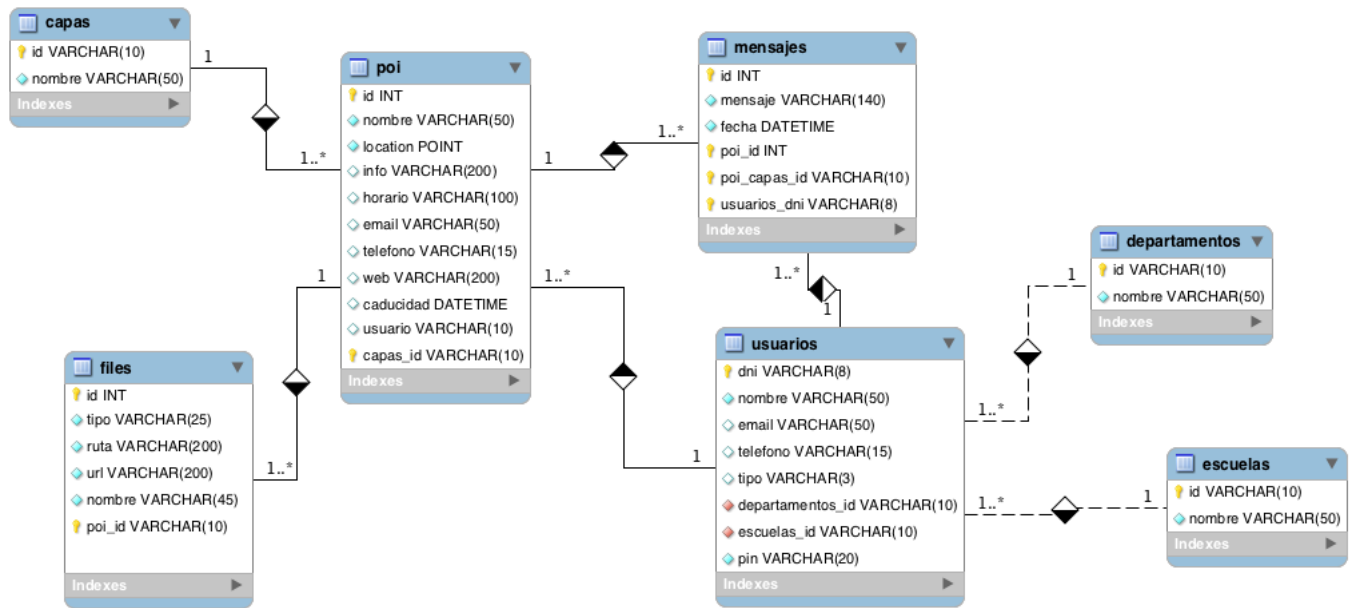 capas
id VARCHAR(10)
nombre VARCHAR(50)
Indexes
1
1..*
poi
id INT
nombre VARCHAR(50)
location POINT
info VARCHAR(200)
horario VARCHAR(100)
email VARCHAR(50)
telefono VARCHAR(15)
web VARCHAR(200)
caducidad DATETIME
usuario VARCHAR(10)
capas_id VARCHAR(10)
Indexes
1
1..*
mensajes
id INT
mensaje VARCHAR(140)
fecha DATETIME
poi_id INT
poi_capas_id VARCHAR(10)
usuarios_dni VARCHAR(8)
Indexes
1..*
1
1
1..*
files
id INT
tipo VARCHAR(25)
ruta VARCHAR(200)
url VARCHAR(200)
nombre VARCHAR(45)
poi_id VARCHAR(10)
Indexes
1..*
1
usuarios
dni VARCHAR(8)
nombre VARCHAR(50)
email VARCHAR(50)
telefono VARCHAR(15)
tipo VARCHAR(3)
departamentos_id VARCHAR(10)
escuelas_id VARCHAR(10)
pin VARCHAR(20)
Indexes
departamentos
id VARCHAR(10)
nombre VARCHAR(50)
Indexes
1
1..*
escuelas
id VARCHAR(10)
nombre VARCHAR(50)
Indexes
1..*
1